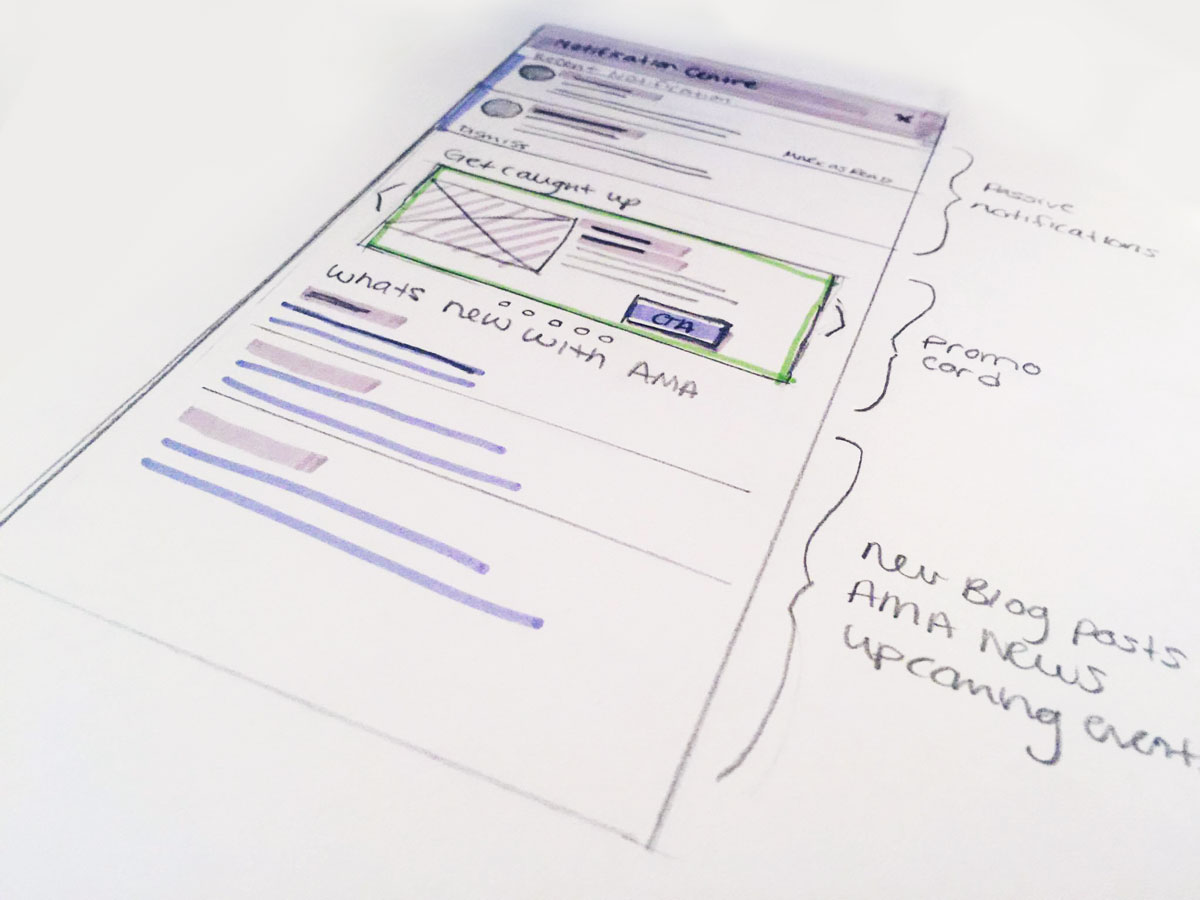 Notification Centre
x
Recent Notification
Dismiss
Mark as Read
Get caught up
CTA
whats new with AMA
passive
notifications
promo
card
new Blog posts
AMA news
upcoming events